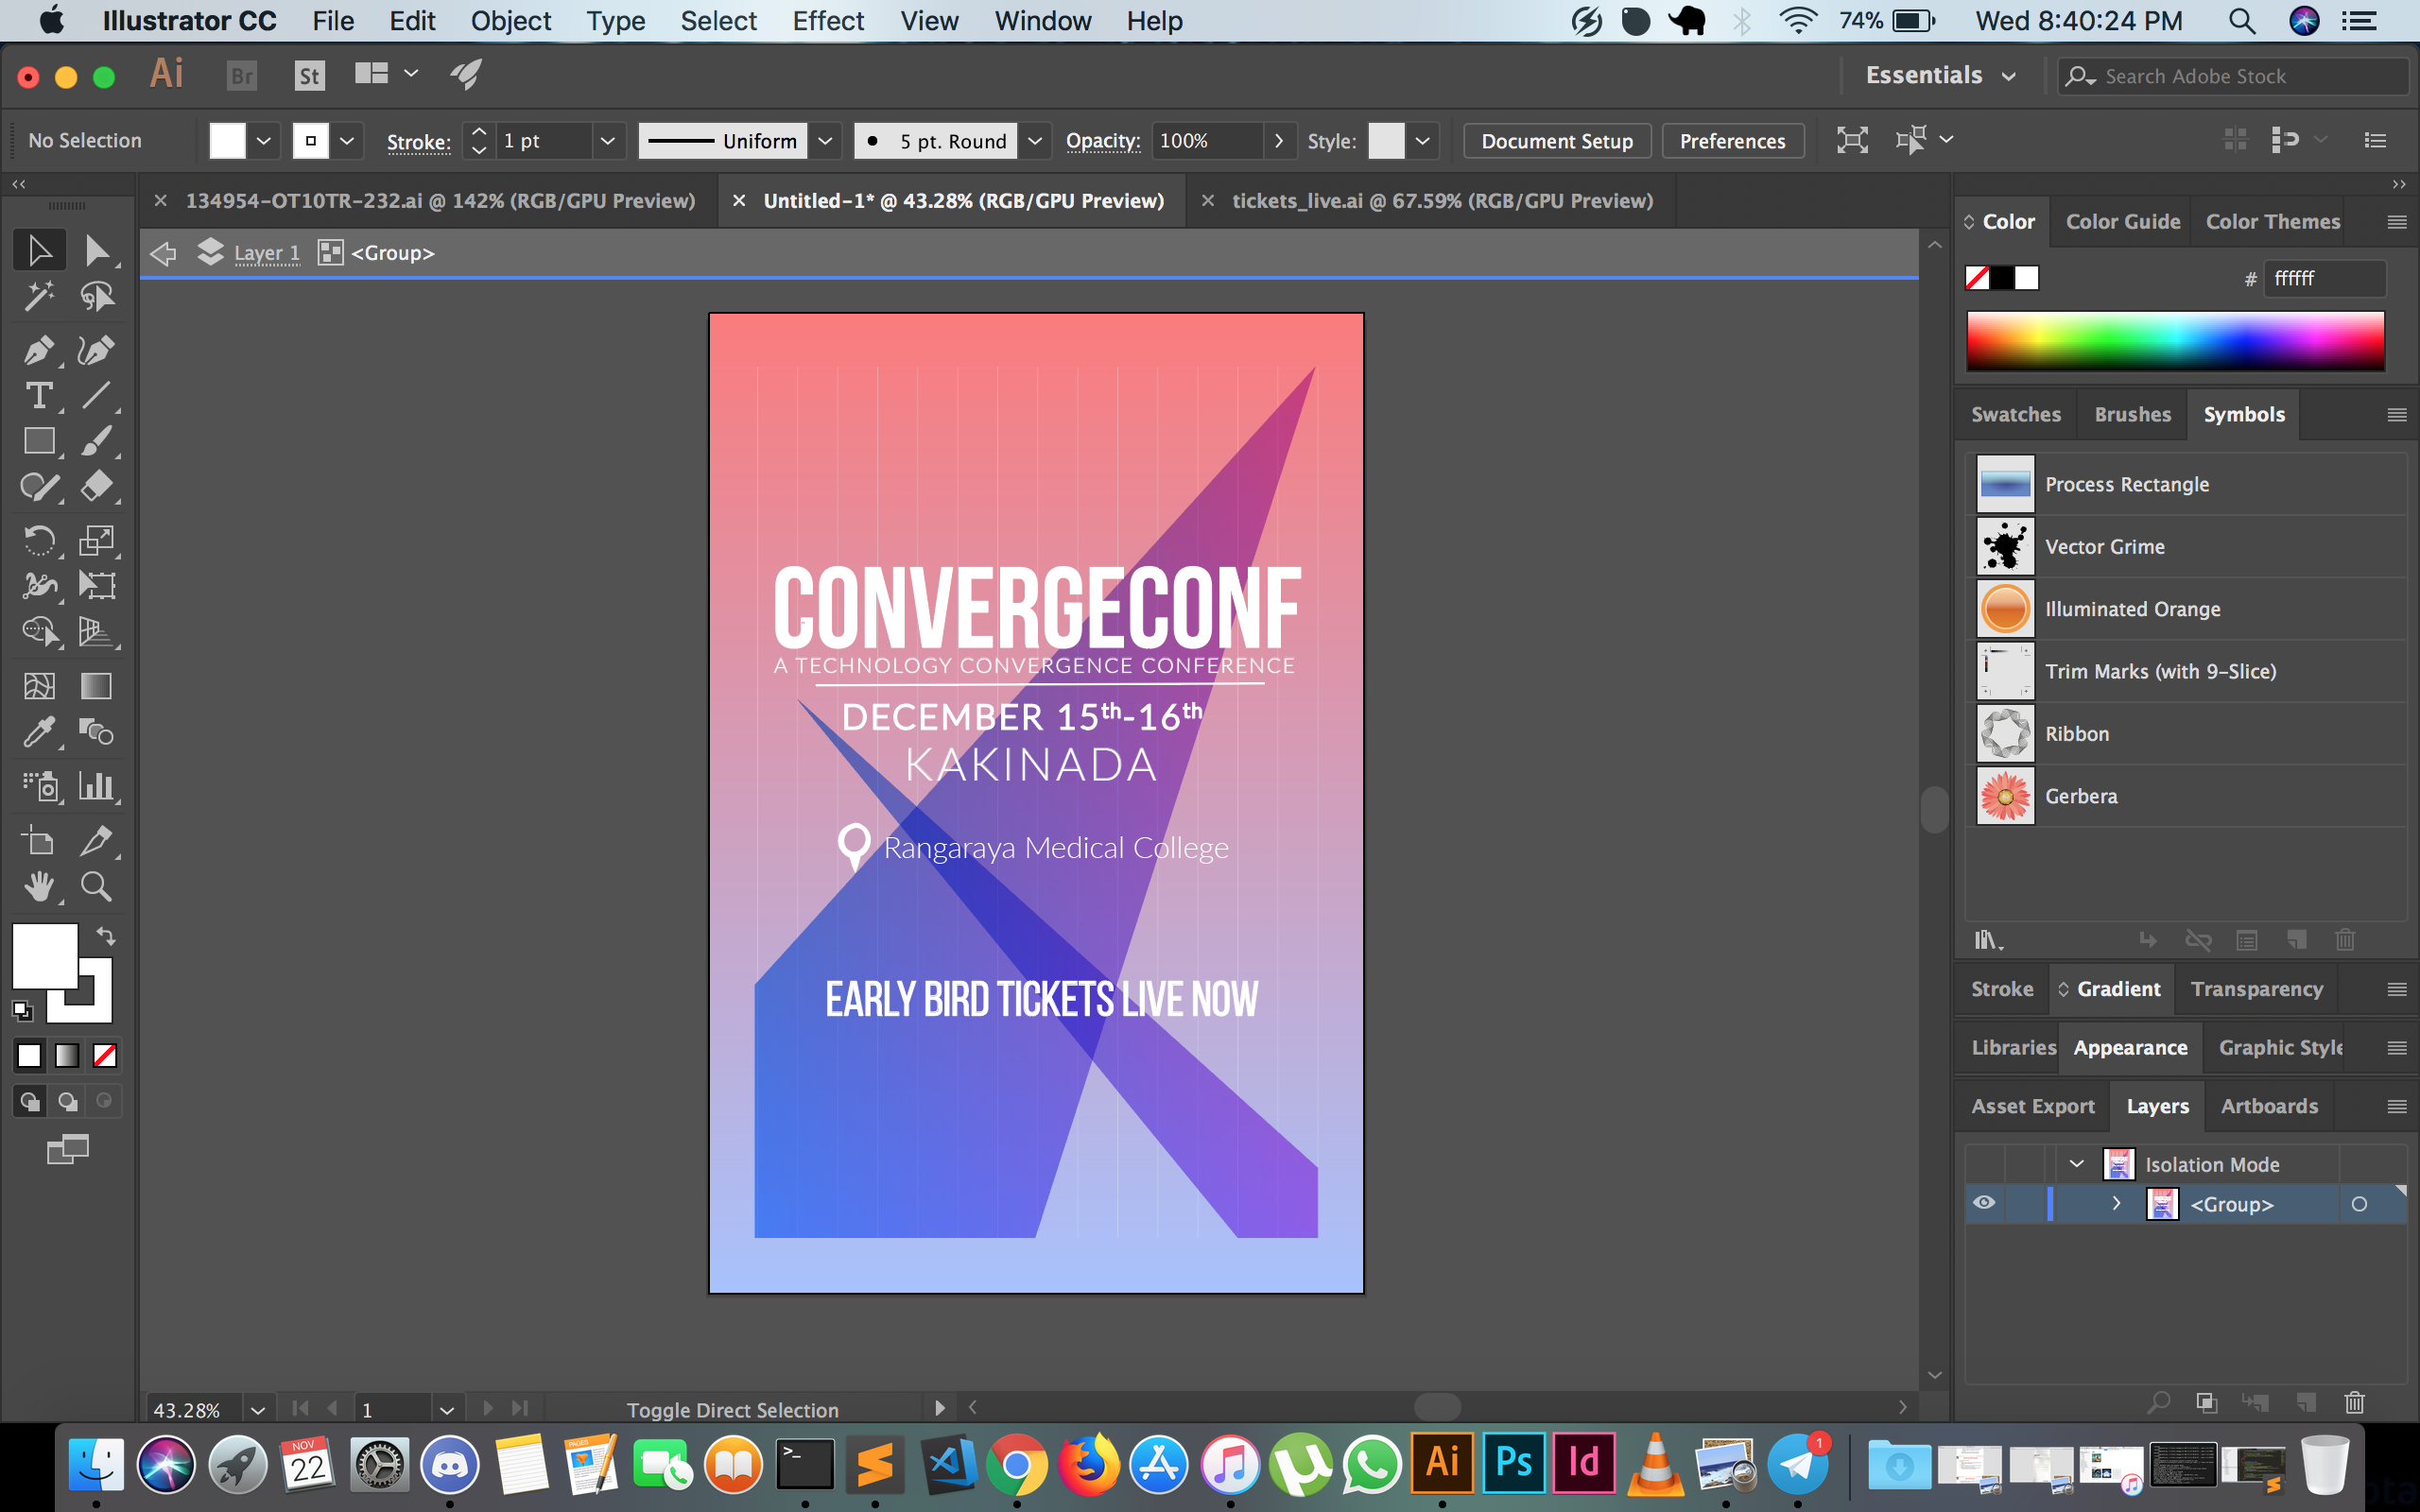 Illustrator CC File Edit Object Type Select Effect View Window Help 74% Wed 8:40:24 PM
Ai Br St Essentials Search Adobe Stock
No Selection Stroke: 1 pt Uniform 5 pt. Round Opacity: 100% Style: Document Setup Preferences
134954-OT10TR-232.ai @ 142% (RGB/GPU Preview) Untitled-1* @ 43.28% (RGB/GPU Preview) tickets_live.ai @ 67.59% (RGB/GPU Preview)
Layer 1 <Group>
CONVERGECONF
A TECHNOLOGY CONVERGENCE CONFERENCE
DECEMBER 15th-16th
KAKINADA
Rangaraya Medical College
EARLY BIRD TICKETS LIVE NOW
Color Color Guide Color Themes
# ffffff
Swatches Brushes Symbols
Process Rectangle
Vector Grime
Illuminated Orange
Trim Marks (with 9-Slice)
Ribbon
Gerbera
Stroke Gradient Transparency
Libraries Appearance Graphic Style
Asset Export Layers Artboards
Isolation Mode
<Group>
43.28% 1 Toggle Direct Selection
NOV
22
PAGES
>_
Ai Ps Id
1